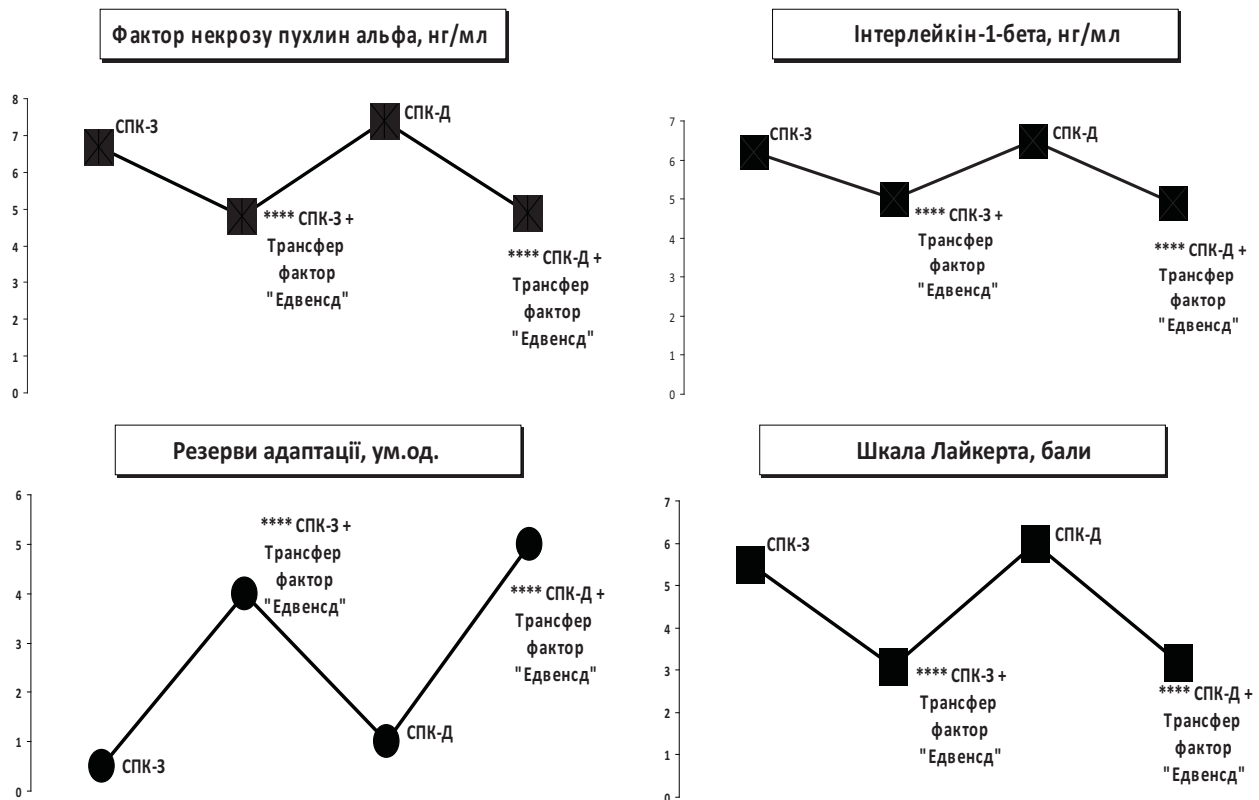 Фактор некрозу пухлин альфа, нг/мл
8
7
6
5
4
3
2
1
0
СПК-З
**** СПК-З +
Трансфер
фактор
"Едвенсд"
СПК-Д
**** СПК-Д +
Трансфер
фактор
"Едвенсд"
Інтерлейкін-1-бета, нг/мл
7
6
5
4
3
2
1
0
СПК-З
**** СПК-З +
Трансфер
фактор
"Едвенсд"
СПК-Д
**** СПК-Д +
Трансфер
фактор
"Едвенсд"
Резерви адаптації, ум.од.
6
5
4
3
2
1
0
СПК-З
**** СПК-З +
Трансфер
фактор
"Едвенсд"
СПК-Д
**** СПК-Д +
Трансфер
фактор
"Едвенсд"
Шкала Лайкерта, бали
7
6
5
4
3
2
1
0
СПК-З
**** СПК-З +
Трансфер
фактор
"Едвенсд"
СПК-Д
**** СПК-Д +
Трансфер
фактор
"Едвенсд"